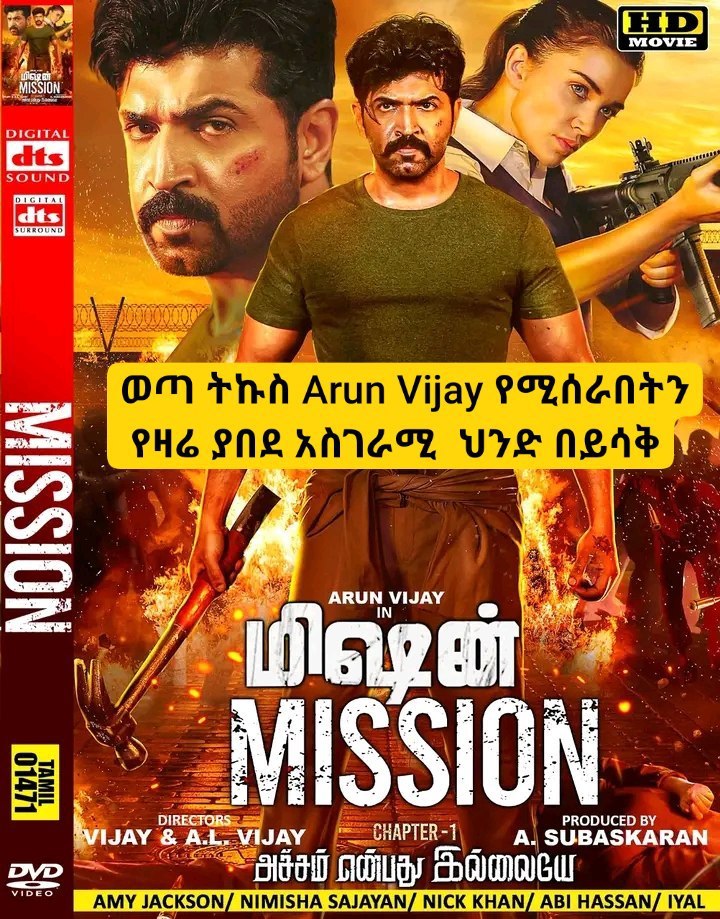 மிஷன்
MISSION
DIGITAL
dts
SOUND
DIGITAL
dts
SURROUND
MISSION
TAMIL
01471
DVD
VIDEO
HD
MOVIE
ወጣ ትኩስ Arun Vijay የሚሰራበትን
የዛሬ ያበደ አስገራሚ ህንድ በይሳቅ
ARUN VIJAY
IN
மிஷன்
MISSION
DIRECTORS
VIJAY & A.L. VIJAY
CHAPTER -1
PRODUCED BY
A. SUBASKARAN
அச்சம் என்பது இல்லையே
AMY JACKSON/ NIMISHA SAJAYAN/ NICK KHAN/ ABI HASSAN/ IYAL